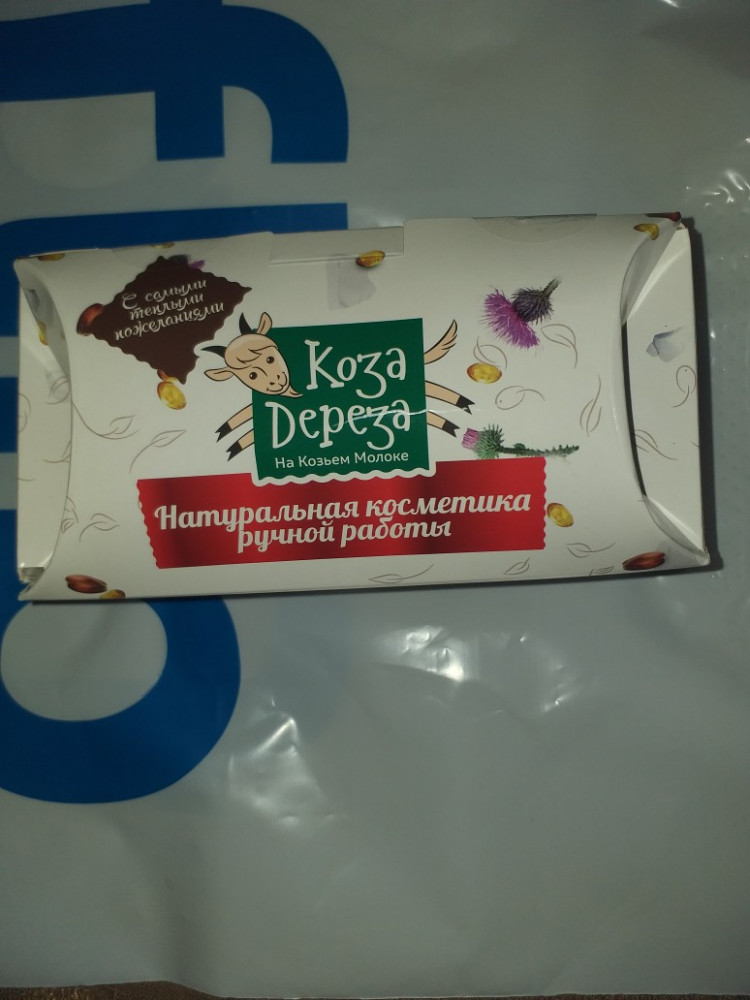 С самыми
теплыми
пожеланиями
Коза
Дереза
На Козьем Молоке
Натуральная косметика
ручной работы